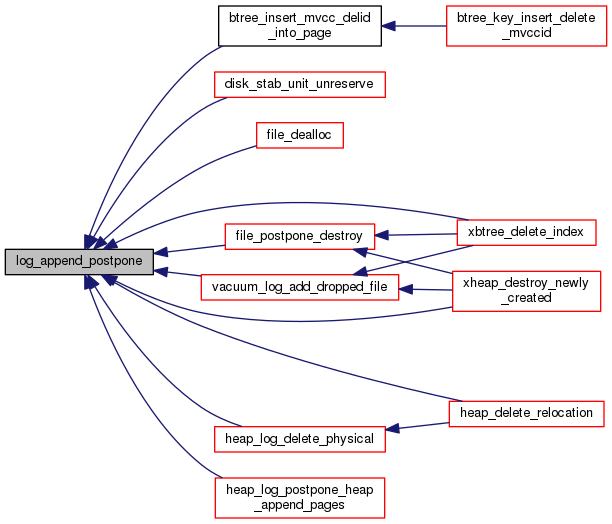 btree_insert_mvcc_delid
_into_page
btree_key_insert_delete
_mvccid
disk_stab_unit_unreserve
file_dealloc
file_postpone_destroy
xbtree_delete_index
log_append_postpone
vacuum_log_add_dropped_file
xheap_destroy_newly
_created
heap_delete_relocation
heap_log_delete_physical
heap_log_postpone_heap
_append_pages